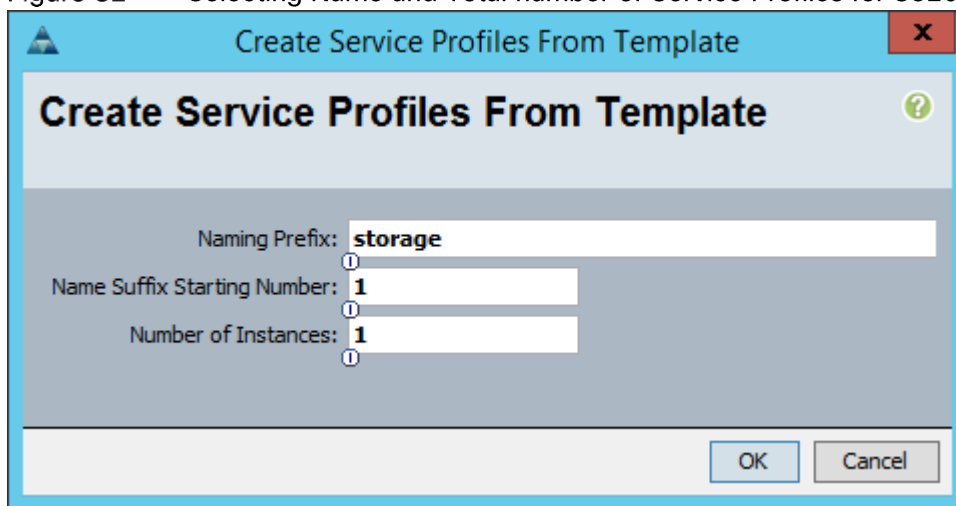 Create Service Profiles From Template
x
Create Service Profiles From Template
?
Naming Prefix: storage
Name Suffix Starting Number: 1
Number of Instances: 1
OK Cancel